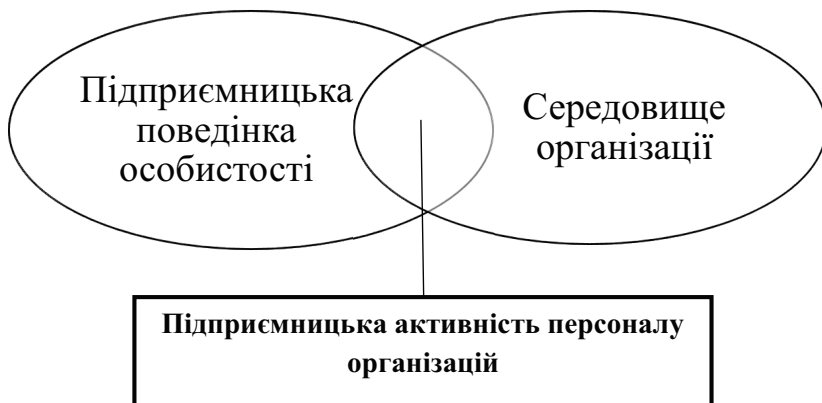 Підприємницька
поведінка
особистості
Середовище
організації
Підприємницька активність персоналу
організацій